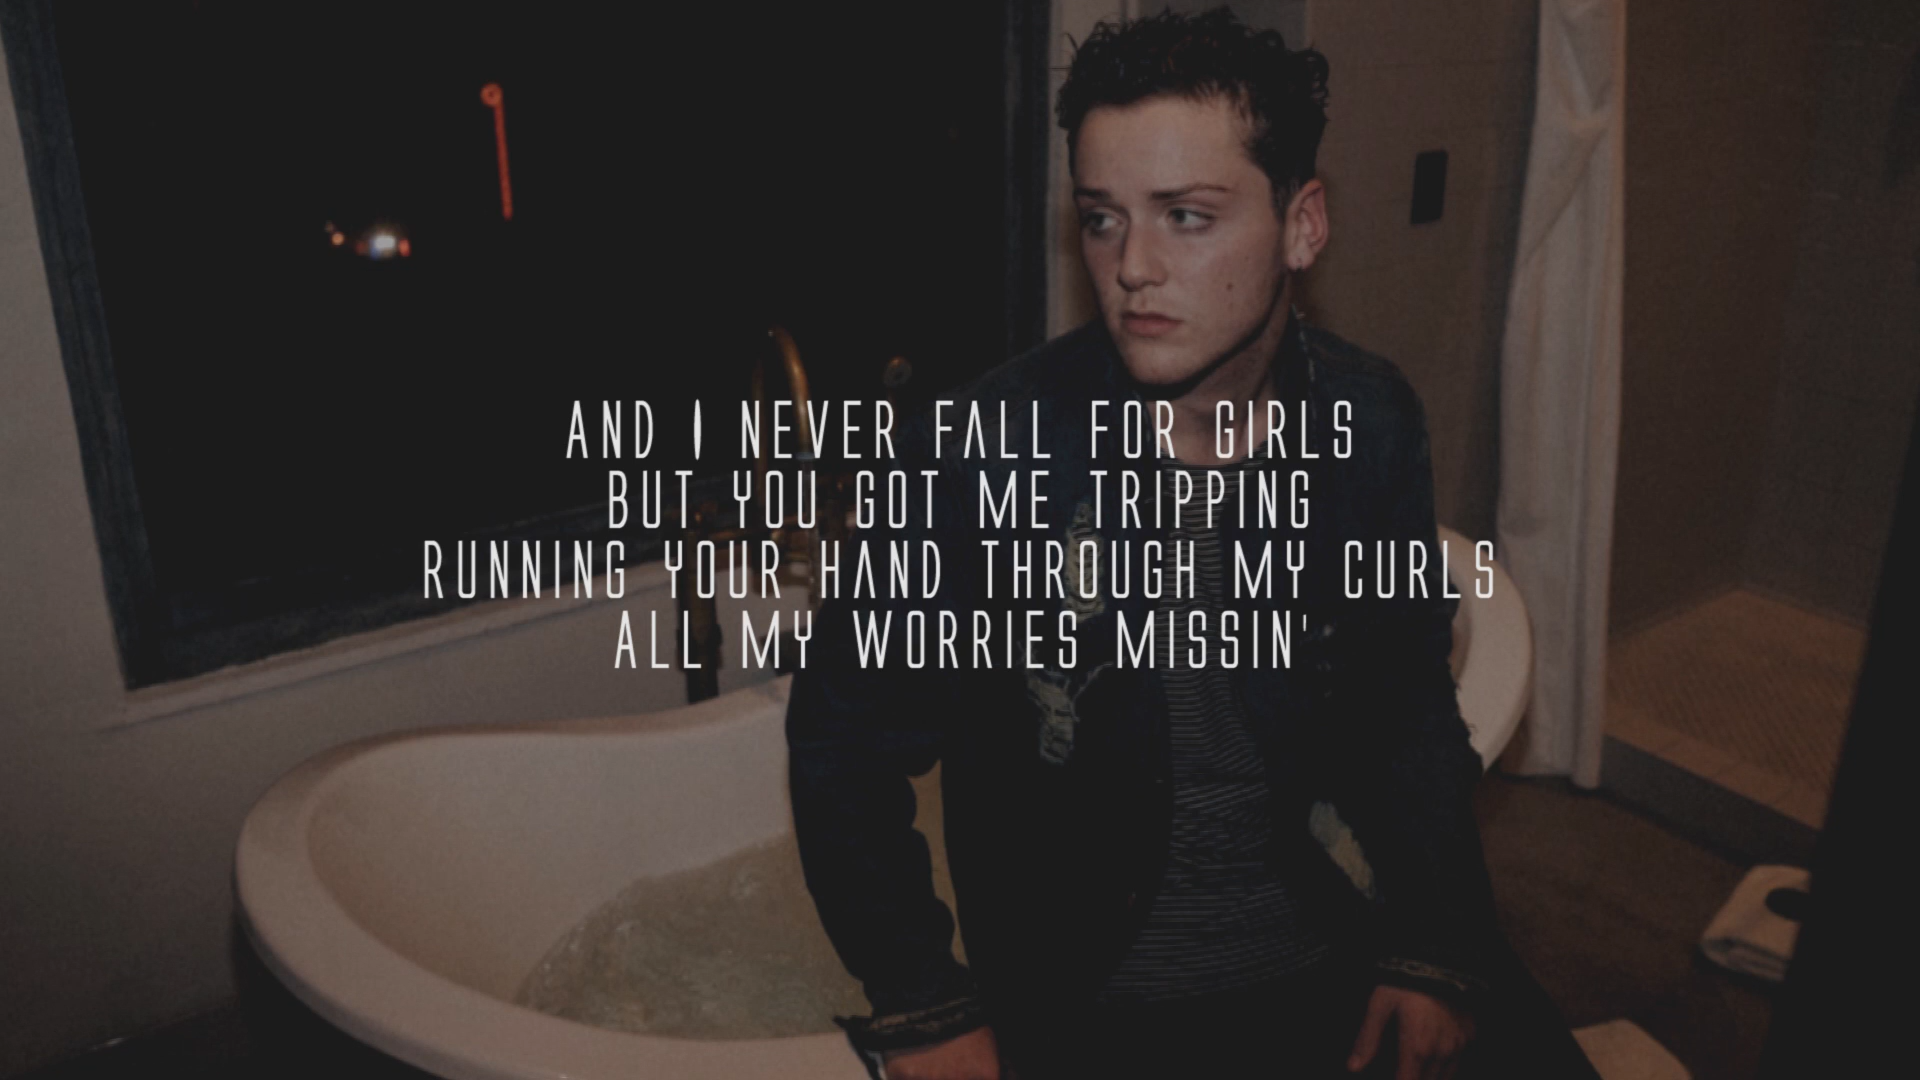 AND I NEVER FALL FOR GIRLS
BUT YOU GOT ME TRIPPING
RUNNING YOUR HAND THROUGH MY CURLS
ALL MY WORRIES MISSIN'